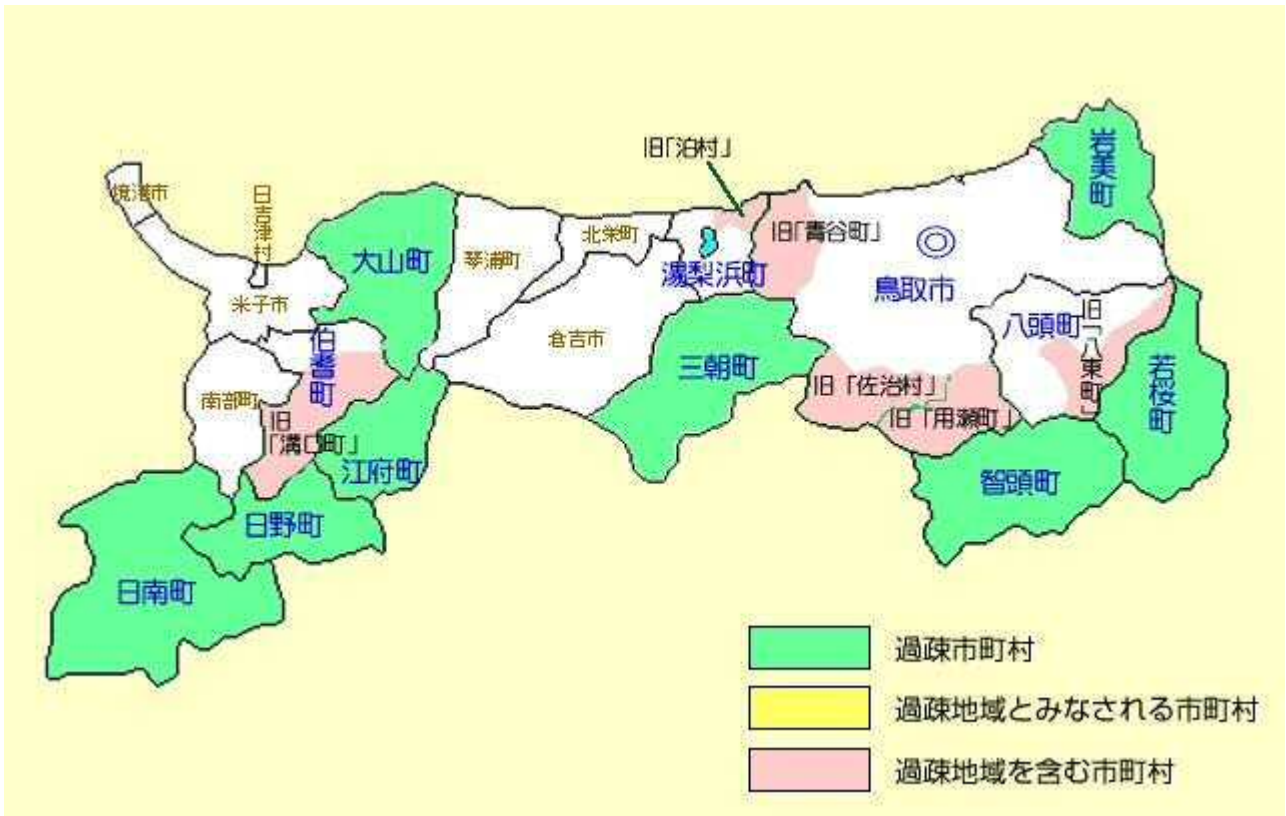 旧「泊村」
岩美町
境港市
日吉津村
大山町
琴浦町
北栄町
湯梨浜町
旧「青谷町」
鳥取市
米子市
伯耆町
倉吉市
八頭町
旧「八東町」
三朝町
若桜町
南部町
旧「佐治村」
旧「用瀬町」
旧
「溝口町」
江府町
智頭町
日野町
日南町
過疎市町村
過疎地域とみなされる市町村
過疎地域を含む市町村